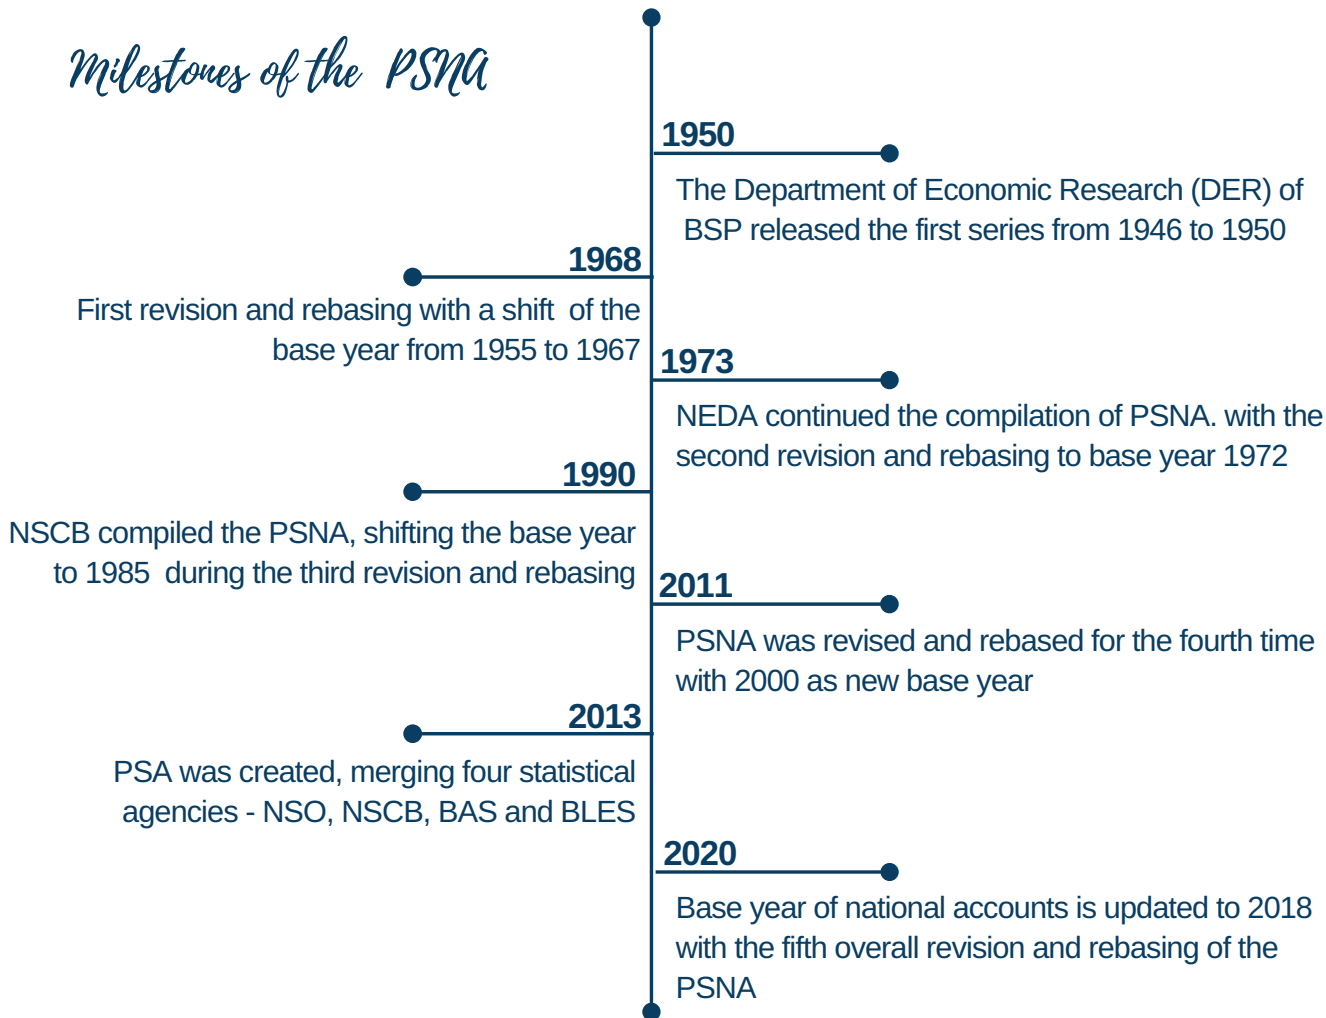 Milestones of the PSNA
1950
The Department of Economic Research (DER) of
BSP released the first series from 1946 to 1950
1968
First revision and rebasing with a shift of the
base year from 1955 to 1967
1973
NEDA continued the compilation of PSNA. with the
second revision and rebasing to base year 1972
1990
NSCB compiled the PSNA, shifting the base year
to 1985 during the third revision and rebasing
2011
PSNA was revised and rebased for the fourth time
with 2000 as new base year
2013
PSA was created, merging four statistical
agencies - NSO, NSCB, BAS and BLES
2020
Base year of national accounts is updated to 2018
with the fifth overall revision and rebasing of the
PSNA